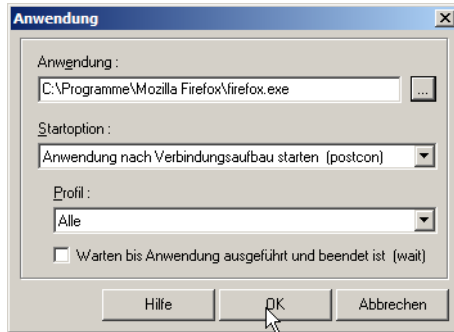 Anwendung
Anwendung :
C:\Programme\Mozilla Firefox\firefox.exe
...
Startoption :
Anwendung nach Verbindungsaufbau starten (postcon)
Profil :
Alle
Warten bis Anwendung ausgeführt und beendet ist (wait)
Hilfe OK Abbrechen